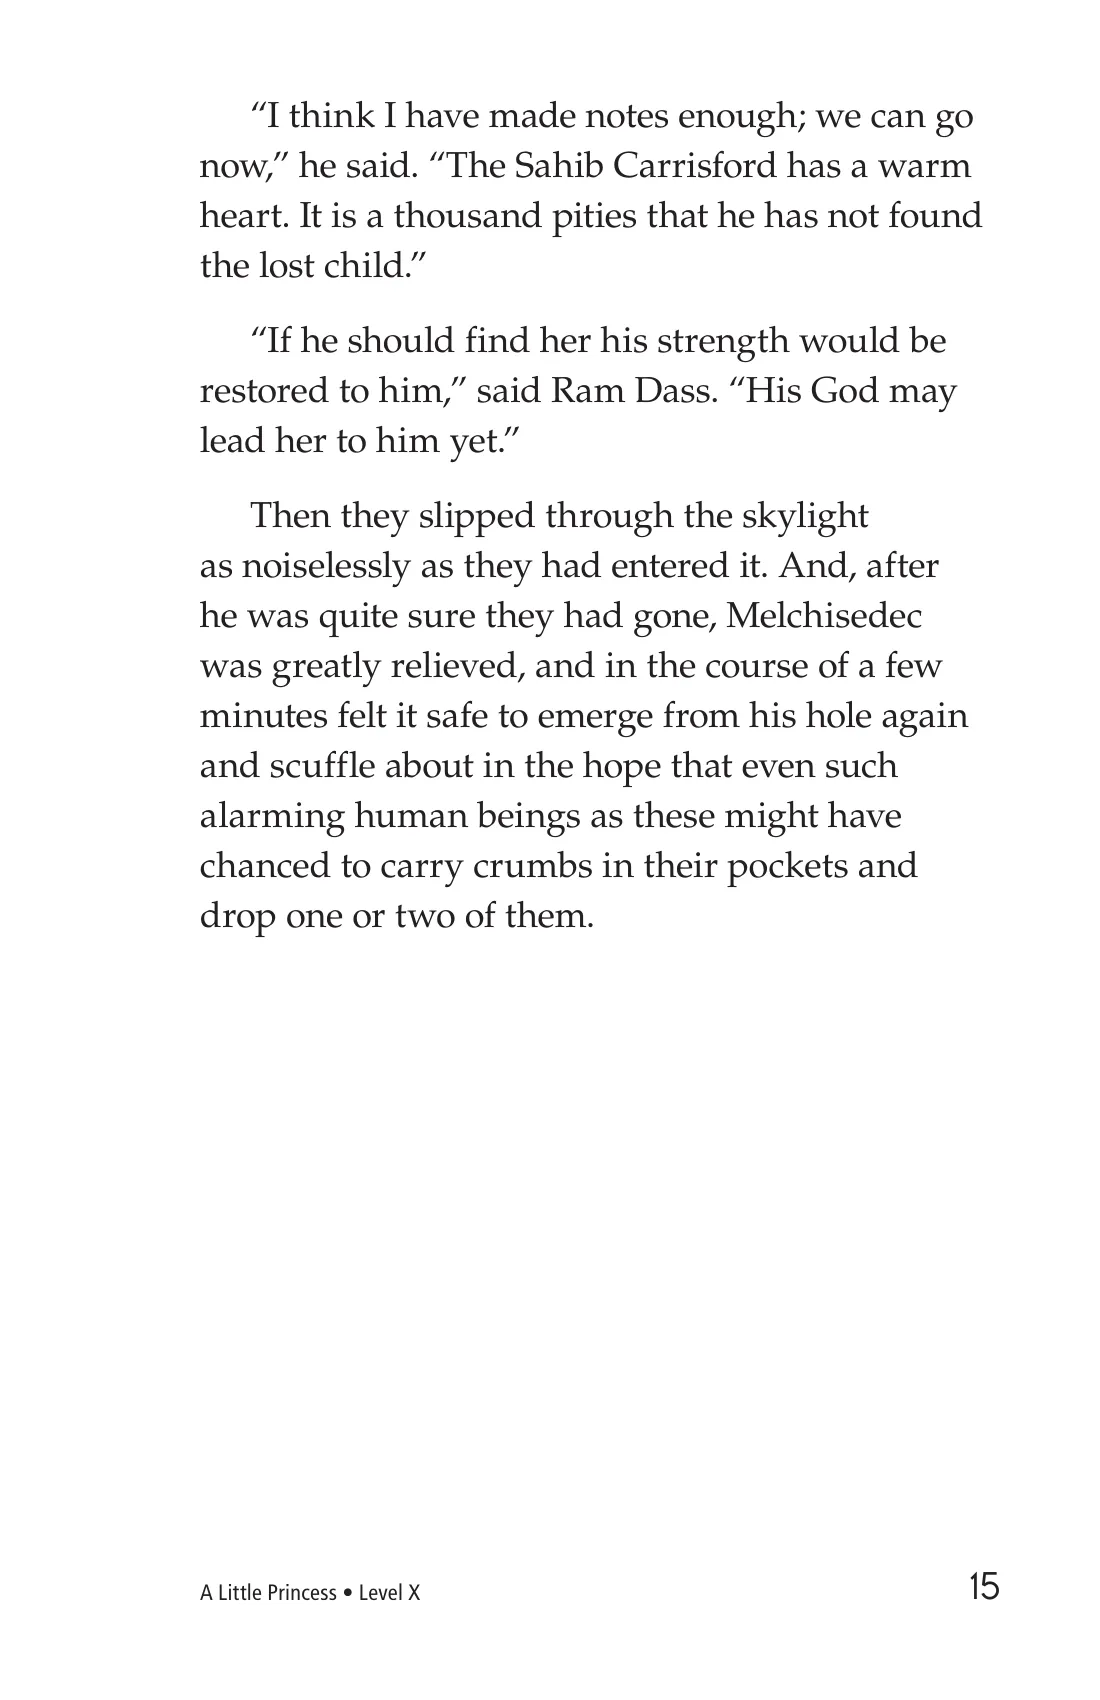 “I think I have made notes enough; we can go
now,” he said. “The Sahib Carrisford has a warm
heart. It is a thousand pities that he has not found
the lost child.”
“If he should find her his strength would be
restored to him,” said Ram Dass. “His God may
lead her to him yet.”
Then they slipped through the skylight
as noiselessly as they had entered it. And, after
he was quite sure they had gone, Melchisedec
was greatly relieved, and in the course of a few
minutes felt it safe to emerge from his hole again
and scuffle about in the hope that even such
alarming human beings as these might have
chanced to carry crumbs in their pockets and
drop one or two of them.
A Little Princess • Level X
15